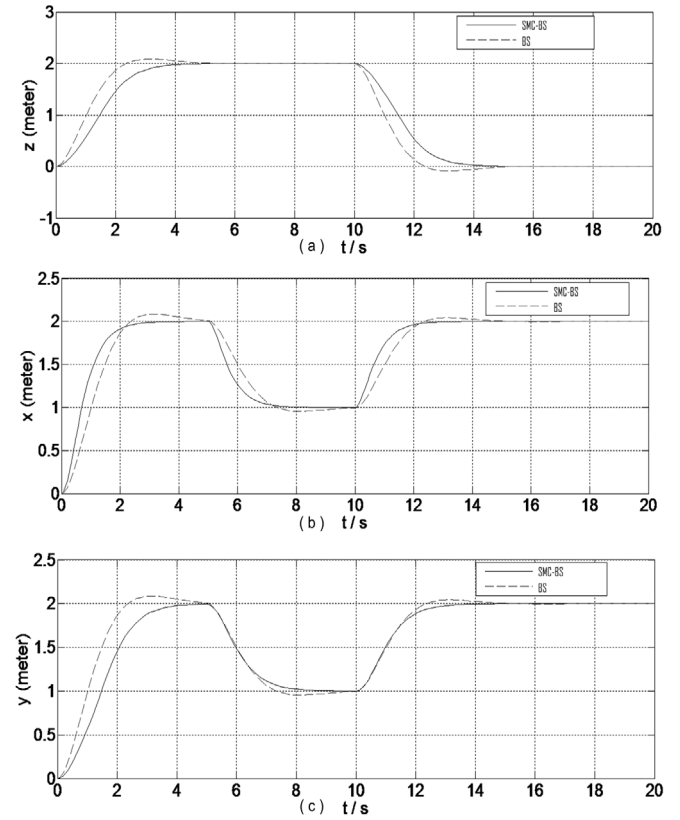 3
2
1
0
-1
z (meter)
SMC-BS
BS
0 2 4 6 8 10 12 14 16 18 20
( a ) t / s
2.5
2
1.5
1
0.5
0
x (meter)
SMC-BS
BS
0 2 4 6 8 10 12 14 16 18 20
( b ) t / s
2.5
2
1.5
1
0.5
0
y (meter)
SMC-BS
BS
0 2 4 6 8 10 12 14 16 18 20
( c ) t / s